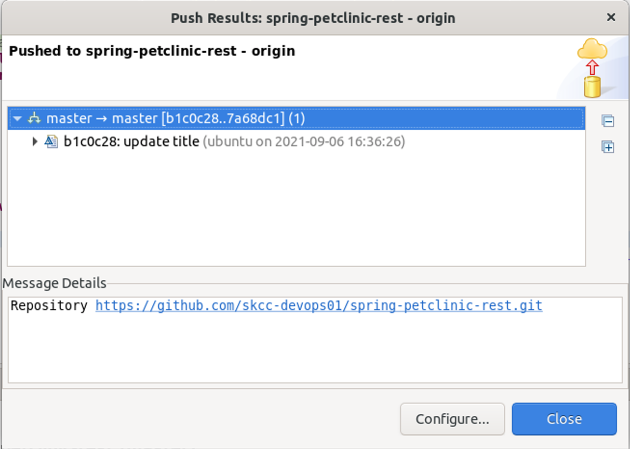 Push Results: spring-petclinic-rest - origin
Pushed to spring-petclinic-rest - origin
master → master [b1c0c28..7a68dc1] (1)
b1c0c28: update title (ubuntu on 2021-09-06 16:36:26)
Message Details
Repository https://github.com/skcc-devops01/spring-petclinic-rest.git
Configure...
Close